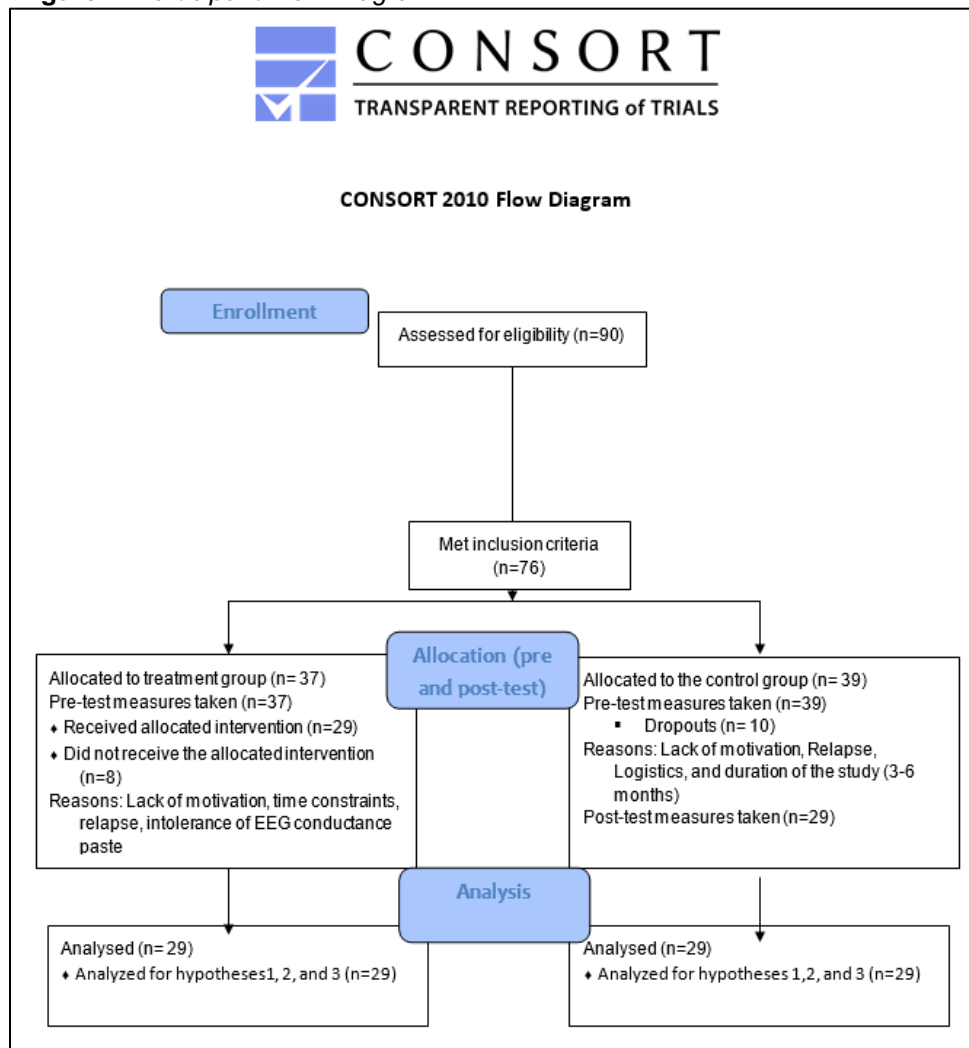 CONSORT
TRANSPARENT REPORTING of TRIALS
CONSORT 2010 Flow Diagram
Enrollment
Assessed for eligibility (n=90)
Met inclusion criteria
(n=76)
Allocation (pre
and post-test)
Allocated to treatment group (n= 37)
Pre-test measures taken (n=37)
♦ Received allocated intervention (n=29)
♦ Did not receive the allocated intervention
(n=8)
Reasons: Lack of motivation, time constraints,
relapse, intolerance of EEG conductance
paste
Allocated to the control group (n= 39)
Pre-test measures taken (n=39)
▪ Dropouts (n= 10)
Reasons: Lack of motivation, Relapse,
Logistics, and duration of the study (3-6
months)
Post-test measures taken (n=29)
Analysis
Analysed (n= 29)
♦ Analyzed for hypotheses1, 2, and 3 (n=29)
Analysed (n=29)
♦ Analyzed for hypotheses 1,2, and 3 (n=29)